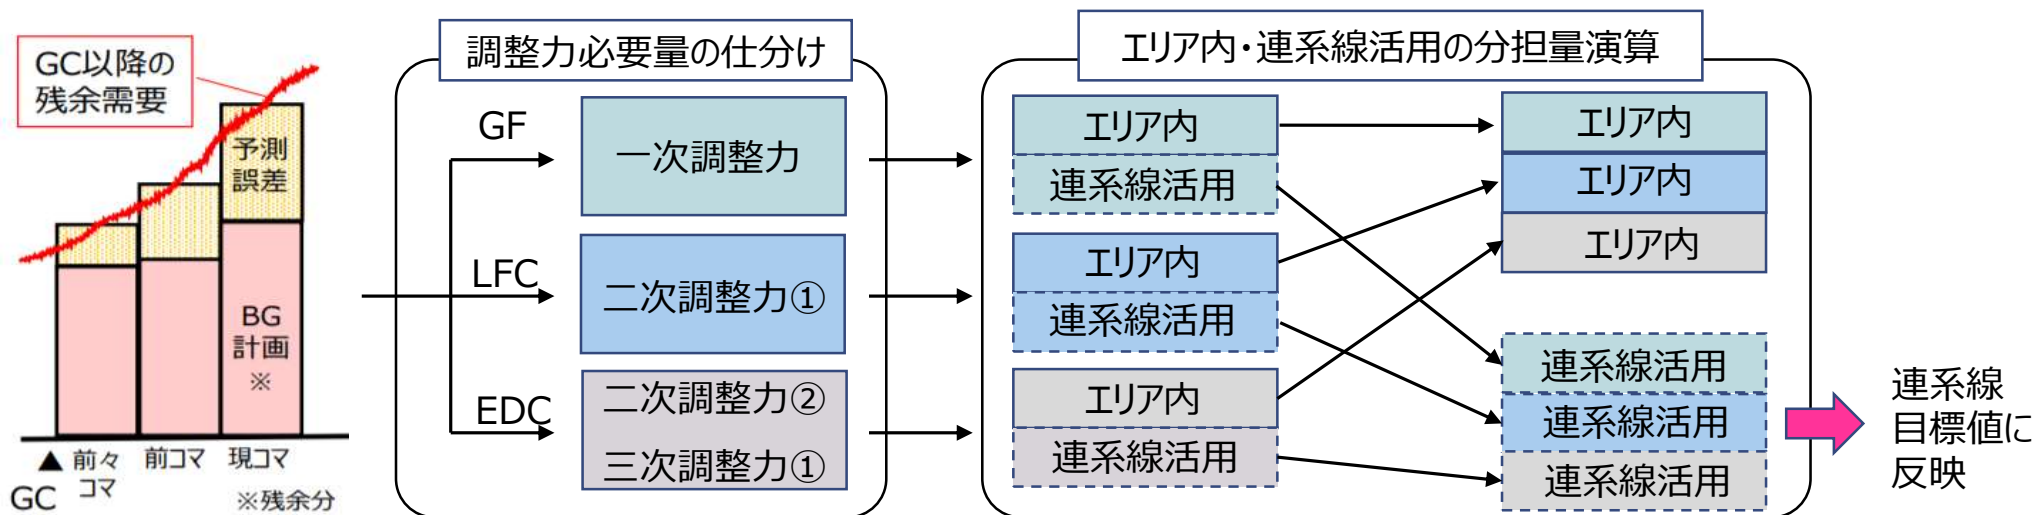 GC以降の
残余需要
予測
誤差
BG
計画
※
▲
GC
前々
コマ
前コマ
現コマ
※残余分
調整力必要量の仕分け
GF
一次調整力
LFC
二次調整力①
EDC
二次調整力②
三次調整力①
エリア内・連系線活用の分担量演算
エリア内
連系線活用
エリア内
連系線活用
エリア内
連系線活用
エリア内
エリア内
エリア内
連系線活用
連系線活用
連系線活用
連系線
目標値に
反映